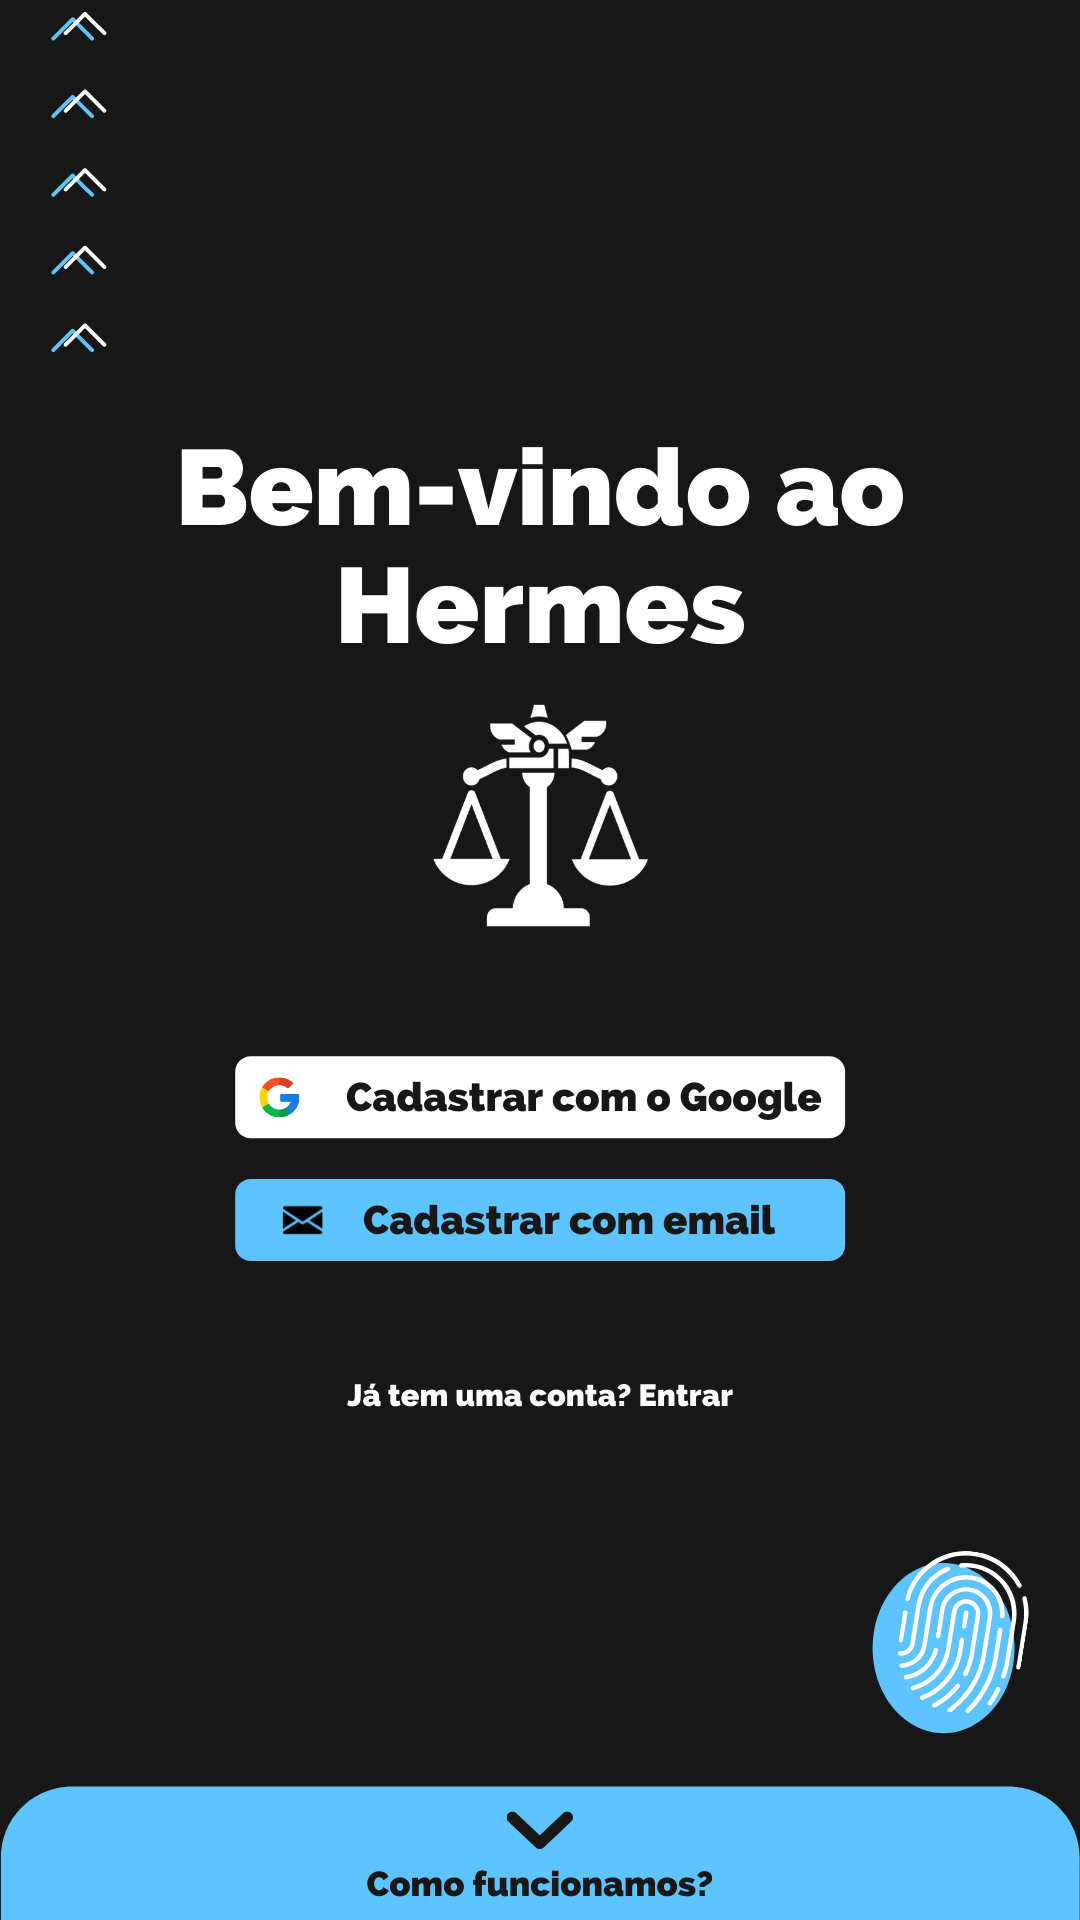 Bem-vindo ao
Hermes
Cadastrar com o Google
Cadastrar com email
Já tem uma conta? Entrar
Como funcionamos?